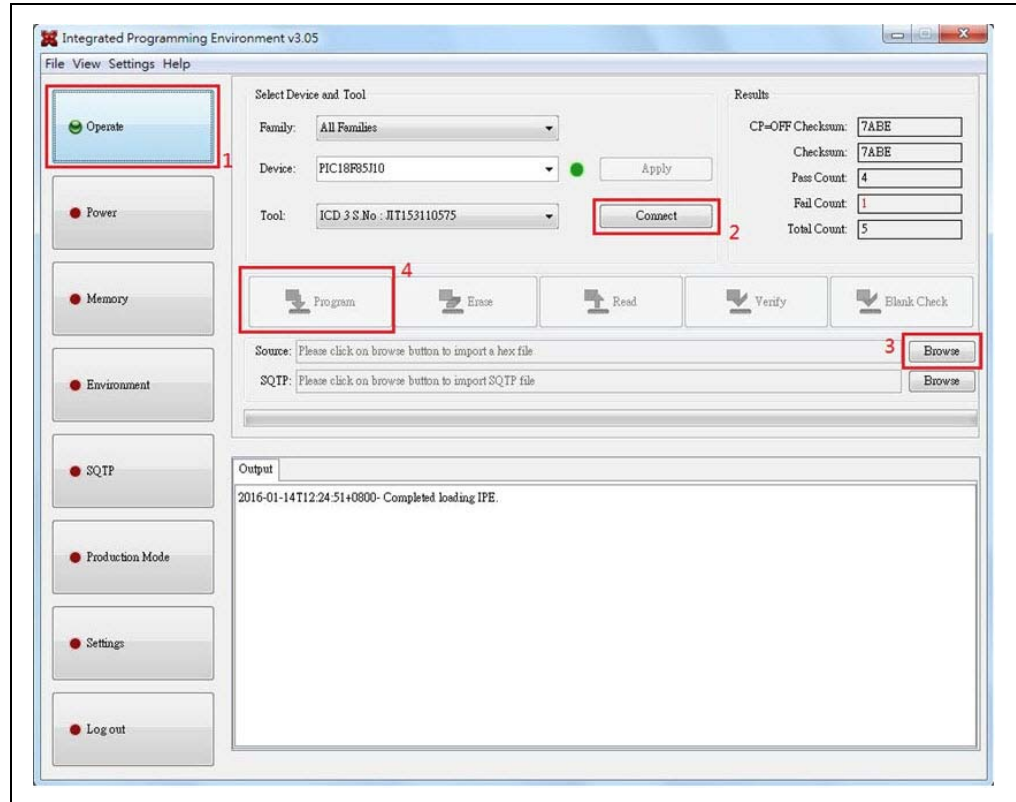 Integrated Programming Environment v3.05
File View Settings Help
Operate
1
Power
Memory
Environment
SQTP
Production Mode
Settings
Log out
Select Device and Tool
Family: All Families
Device: PIC18F85J10 Apply
Tool: ICD 3 S.No : JIT153110575 Connect
2
Results
CP=OFF Checksum: 7ABE
Checksum: 7ABE
Pass Count: 4
Fail Count: 1
Total Count: 5
4
Program Erase Read Verify Blank Check
Source: Please click on browse button to import a hex file 3 Browse
SQTP: Please click on browse button to import SQTP file Browse
Output
2016-01-14T12:24:51+0800- Completed loading IPE.